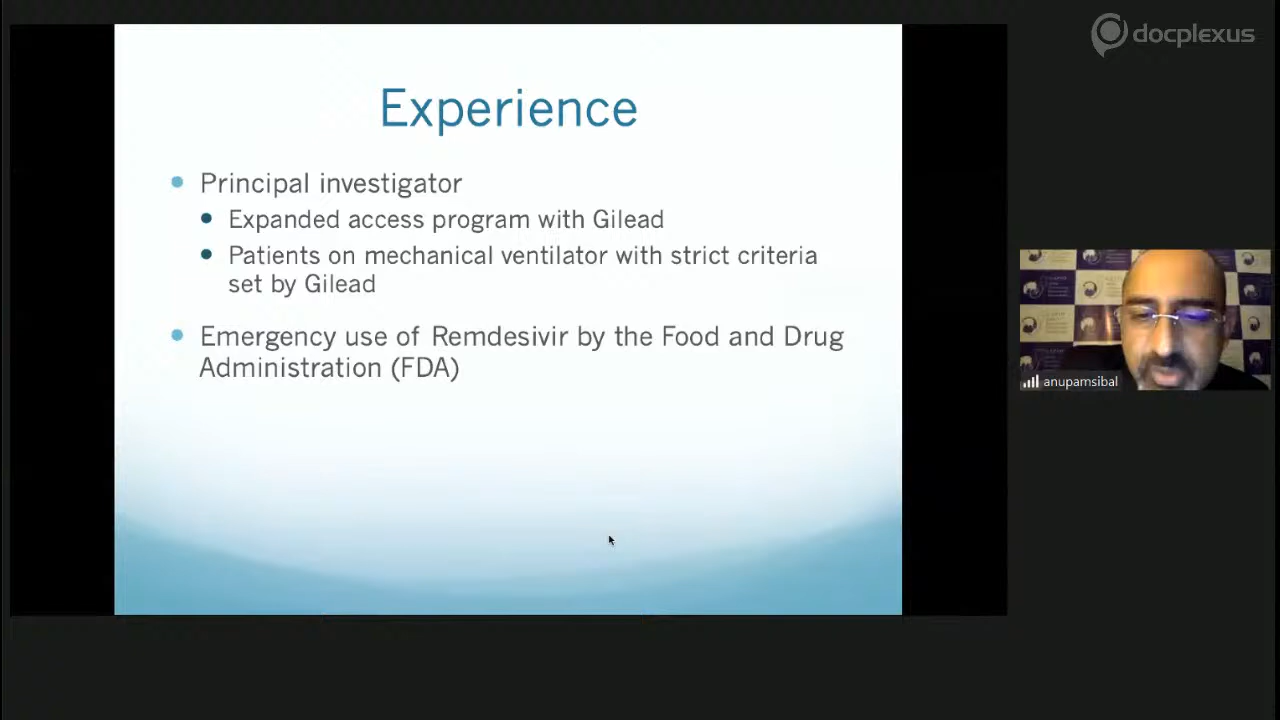 docplexus
Experience
Principal investigator
Expanded access program with Gilead
Patients on mechanical ventilator with strict criteria
set by Gilead
Emergency use of Remdesivir by the Food and Drug
Administration (FDA)
anupamsibal